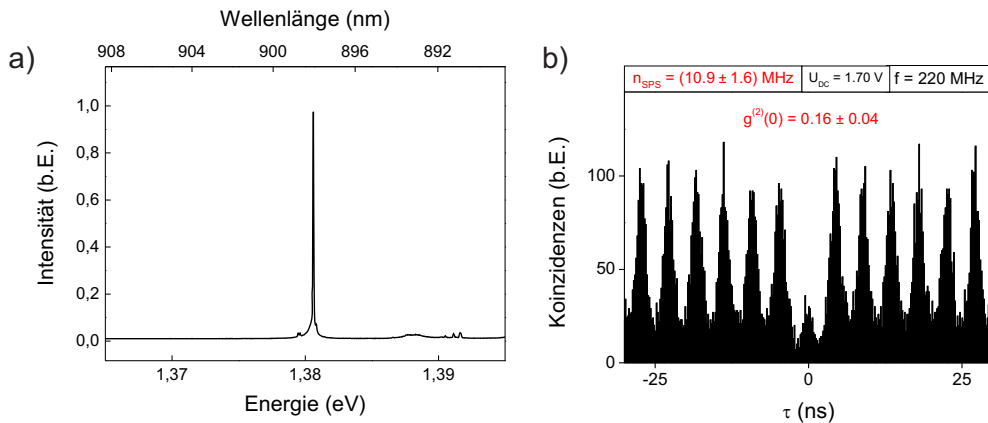 a)
Wellenlänge (nm)
908 904 900 896 892
Intensität (b.E.)
1,0
0,8
0,6
0,4
0,2
0,0
1,37 1,38 1,39
Energie (eV)
b)
n_SPS = (10.9 ± 1.6) MHz U_DC = 1.70 V f = 220 MHz
g^(2)(0) = 0.16 ± 0.04
Koinzidenzen (b.E.)
100
50
0
-25 0 25
τ (ns)